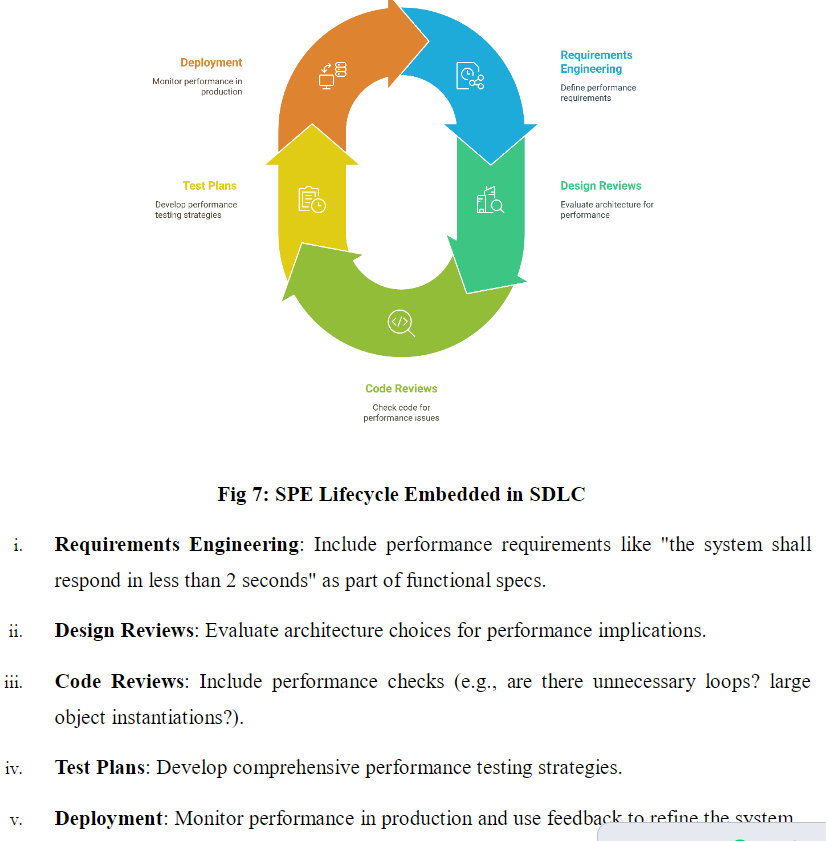 Deployment
Monitor performance in
production
Requirements
Engineering
Define performance
requirements
Test Plans
Develop performance
testing strategies
Design Reviews
Evaluate architecture for
performance
Code Reviews
Check code for
performance issues
Fig 7: SPE Lifecycle Embedded in SDLC
i. Requirements Engineering: Include performance requirements like "the system shall
respond in less than 2 seconds" as part of functional specs.
ii. Design Reviews: Evaluate architecture choices for performance implications.
iii. Code Reviews: Include performance checks (e.g., are there unnecessary loops? large
object instantiations?).
iv. Test Plans: Develop comprehensive performance testing strategies.
v. Deployment: Monitor performance in production and use feedback to refine the system